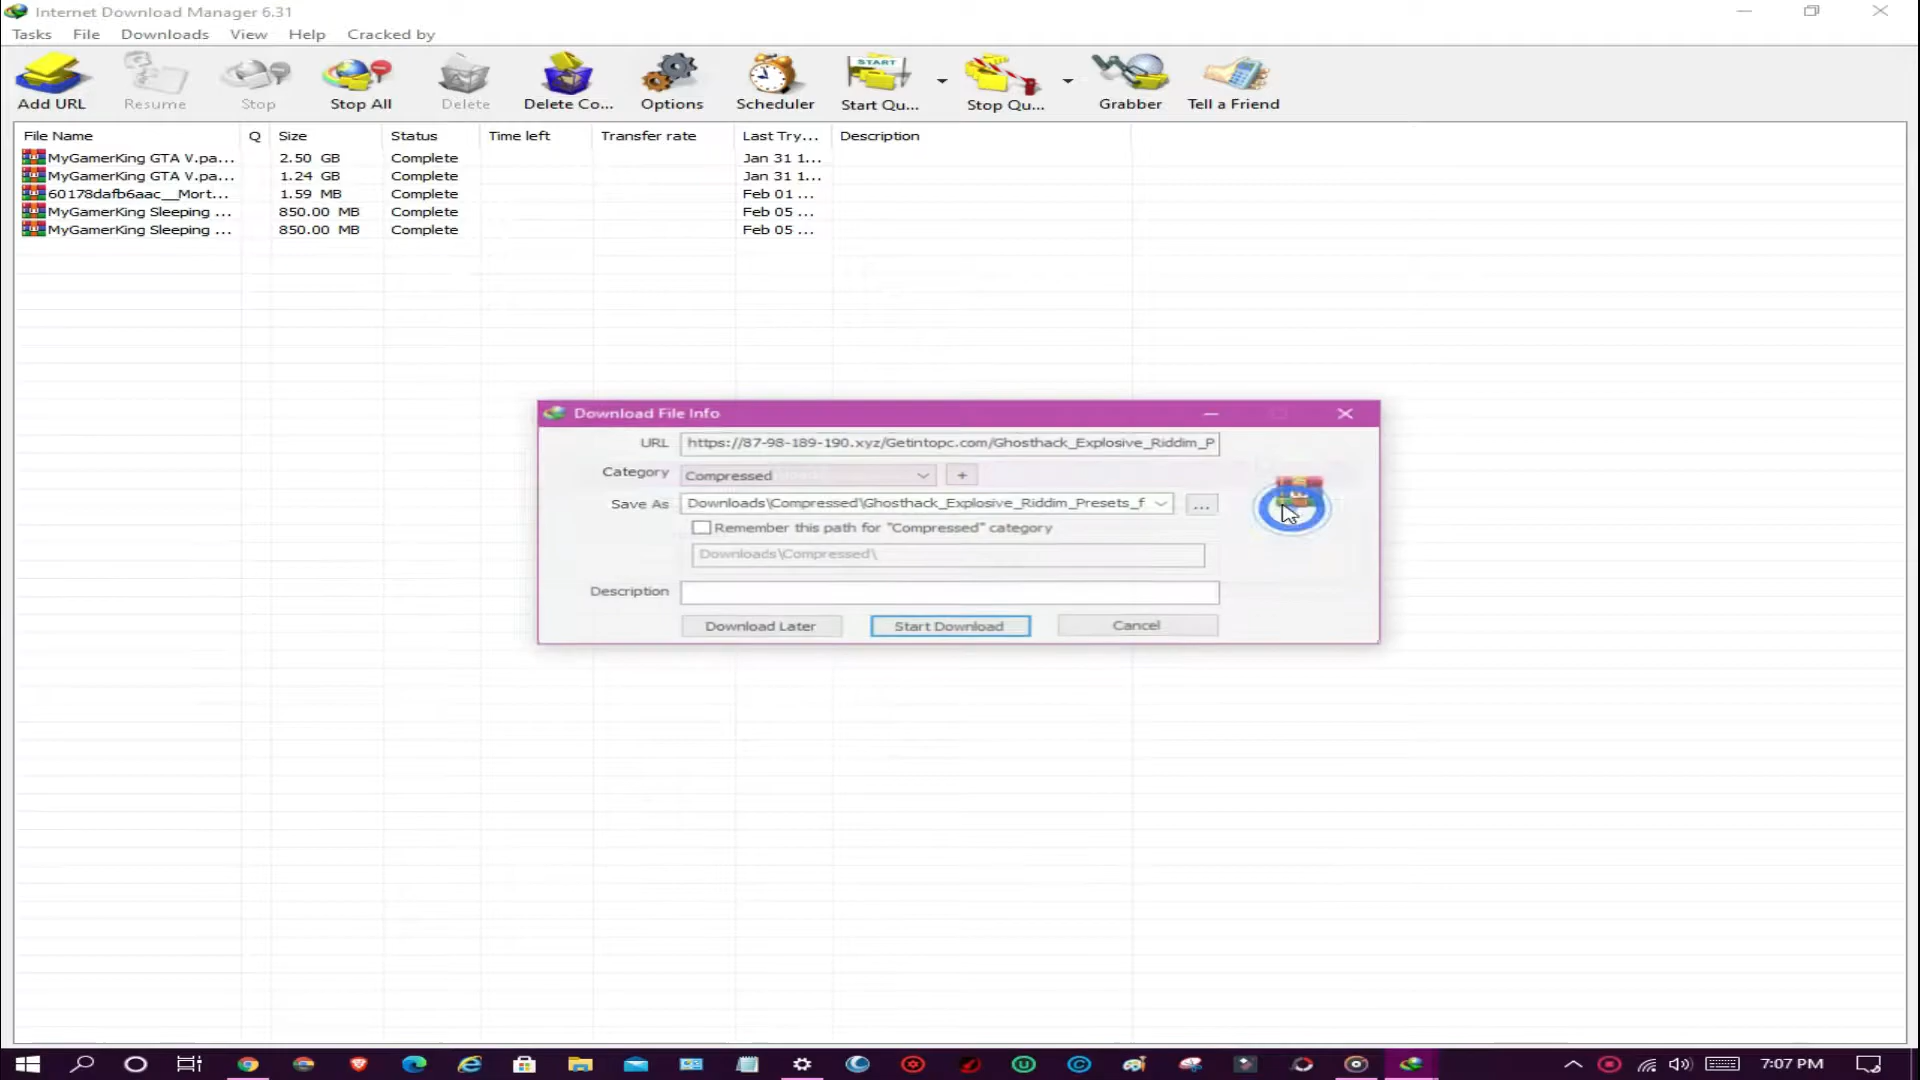 Internet Download Manager 6.31
Tasks File Downloads View Help Cracked by
Add URL Resume Stop Stop All Delete Delete Co... Options Scheduler Start Qu... Stop Qu... Grabber Tell a Friend
File Name Q Size Status Time left Transfer rate Last Try... Description
MyGamerKing GTA V.pa... 2.50 GB Complete Jan 31 1...
MyGamerKing GTA V.pa... 1.24 GB Complete Jan 31 1...
60178dafb6aac__Mort... 1.59 MB Complete Feb 01 ...
MyGamerKing Sleeping ... 850.00 MB Complete Feb 05 ...
MyGamerKing Sleeping ... 850.00 MB Complete Feb 05 ...
Download File Info
URL https://87-98-189-190.xyz/Getintopc.com/Ghosthack_Explosive_Riddim_P
Category Compressed +
Save As Downloads\Compressed\Ghosthack_Explosive_Riddim_Presets_f ...
Remember this path for "Compressed" category
Downloads\Compressed\
Description
Download Later Start Download Cancel
7:07 PM